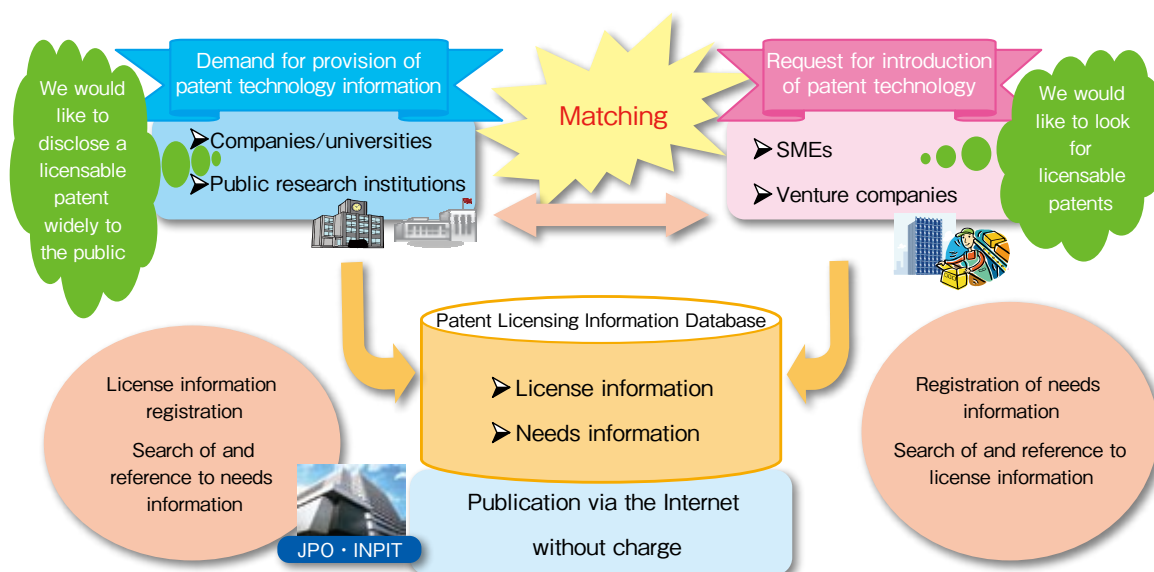 Demand for provision of
patent technology information
We would
like to
disclose a
licensable
patent
widely to
the public
➢Companies/universities
➢Public research institutions
Matching
Request for introduction
of patent technology
➢ SMEs
➢ Venture companies
We would
like to look
for
licensable
patents
Patent Licensing Information Database
➢ License information
➢ Needs information
License information
registration
Search of and
reference to needs
information
JPO・INPIT
Publication via the Internet
without charge
Registration of needs
information
Search of and reference to
license information